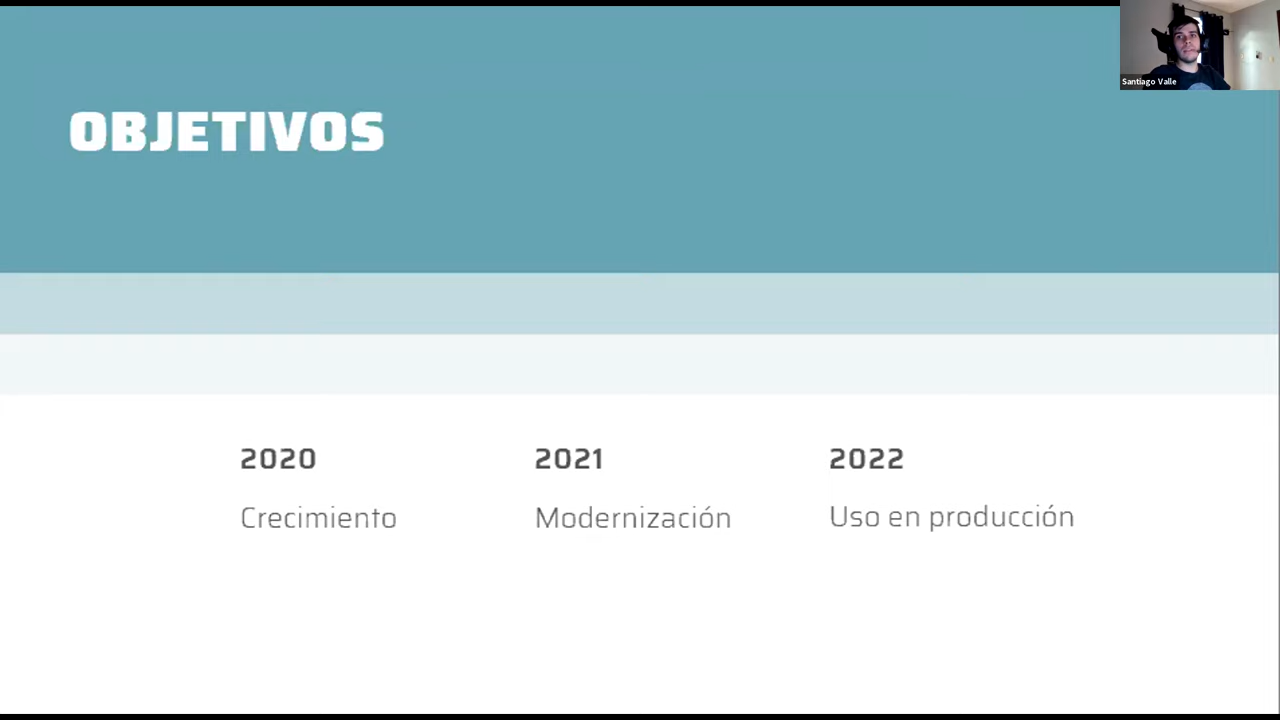 Santiago Valle
OBJETIVOS
2020
Crecimiento
2021
Modernización
2022
Uso en producción